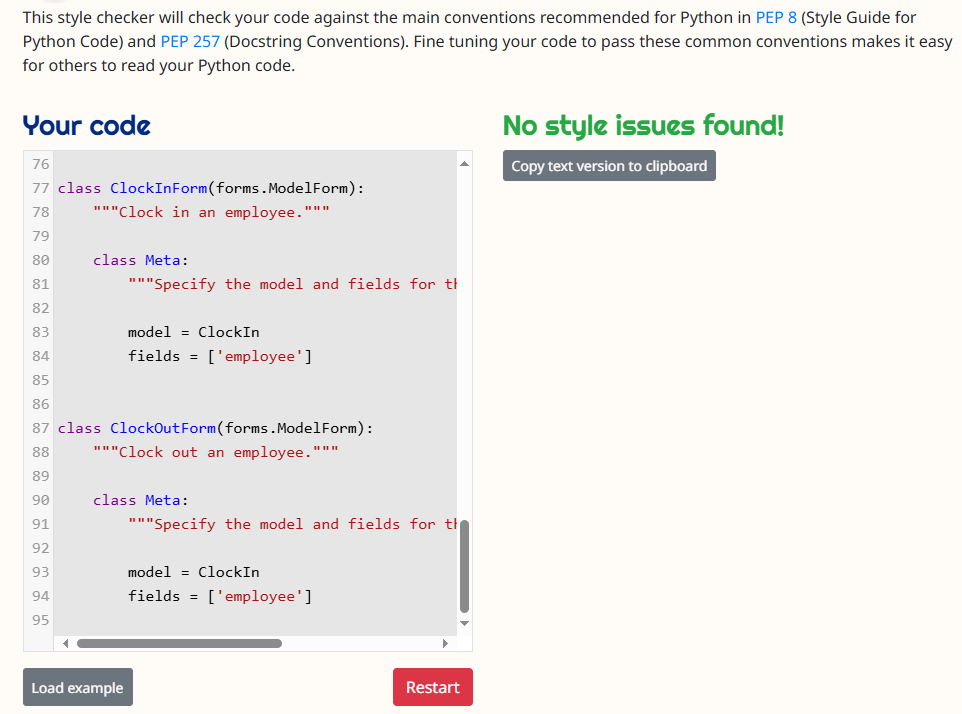 This style checker will check your code against the main conventions recommended for Python in PEP 8 (Style Guide for
Python Code) and PEP 257 (Docstring Conventions). Fine tuning your code to pass these common conventions makes it easy
for others to read your Python code.
Your code
No style issues found!
Copy text version to clipboard
76
77 class ClockInForm(forms.ModelForm):
78     """Clock in an employee."""
79
80     class Meta:
81         """Specify the model and fields for th
82
83         model = ClockIn
84         fields = ['employee']
85
86
87 class ClockOutForm(forms.ModelForm):
88     """Clock out an employee."""
89
90     class Meta:
91         """Specify the model and fields for th
92
93         model = ClockIn
94         fields = ['employee']
95
Load example
Restart